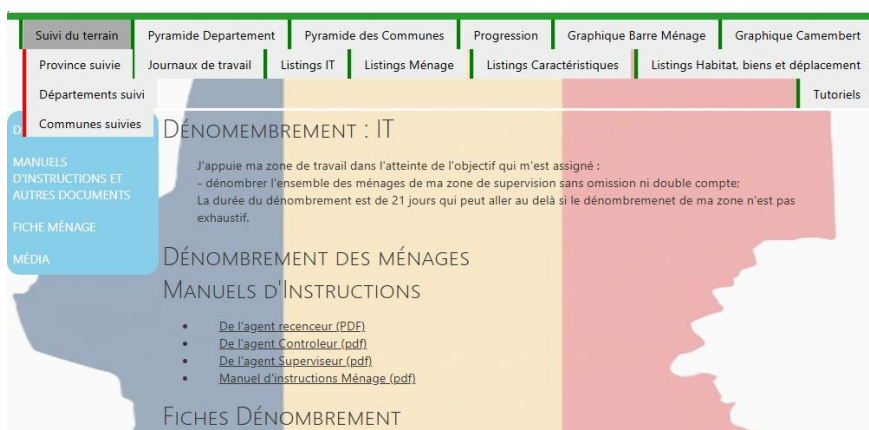 Suivi du terrain Pyramide Departement Pyramide des Communes Progression Graphique Barre Ménage Graphique Camembert
Province suivie Journaux de travail Listings IT Listings Ménage Listings Caractéristiques Listings Habitat, biens et déplacement
Départements suivi Tutoriels
Communes suivies
DÉNOMEMBREMENT : IT
MANUELS
D'INSTRUCTIONS ET
AUTRES DOCUMENTS
FICHE MÉNAGE
MÉDIA
J'appuie ma zone de travail dans l'atteinte de l'objectif qui m'est assigné :
- dénombrer l'ensemble des ménages de ma zone de supervision sans omission ni double compte;
La durée du dénombrement est de 21 jours qui peut aller au delà si le dénombremenet de ma zone n'est pas
exhaustif.
DÉNOMBREMENT DES MÉNAGES
MANUELS D'INSTRUCTIONS
• De l'agent recenceur (PDF)
• De l'agent Controleur (pdf)
• De l'agent Superviseur (pdf)
• Manuel d'instructions Ménage (pdf)
FICHES DÉNOMBREMENT